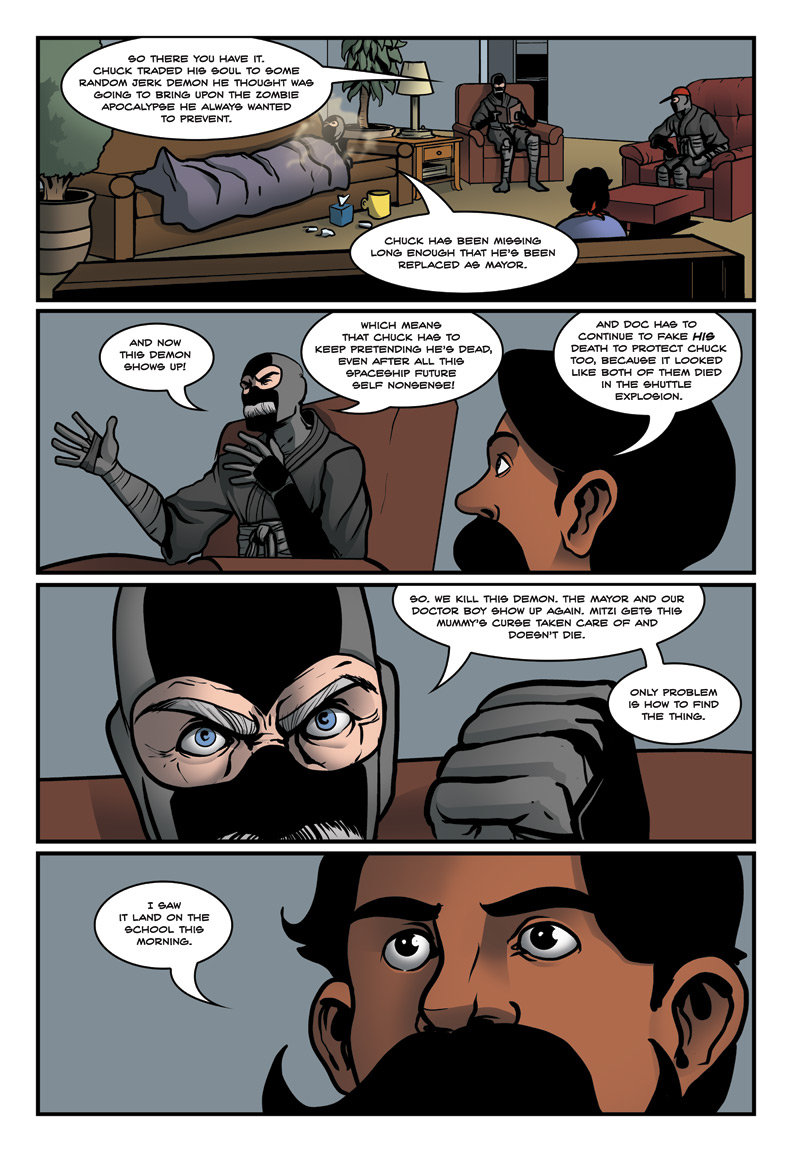 SO THERE YOU HAVE IT.
CHUCK TRADED HIS SOUL TO SOME
RANDOM JERK DEMON HE THOUGHT WAS
GOING TO BRING UPON THE ZOMBIE
APOCALYPSE HE ALWAYS WANTED
TO PREVENT.
CHUCK HAS BEEN MISSING
LONG ENOUGH THAT HE'S BEEN
REPLACED AS MAYOR.
AND NOW
THIS DEMON
SHOWS UP!
WHICH MEANS
THAT CHUCK HAS TO
KEEP PRETENDING HE'S DEAD,
EVEN AFTER ALL THIS
SPACESHIP FUTURE
SELF NONSENSE!
AND DOC HAS TO
CONTINUE TO FAKE HIS
DEATH TO PROTECT CHUCK
TOO, BECAUSE IT LOOKED
LIKE BOTH OF THEM DIED
IN THE SHUTTLE
EXPLOSION.
SO. WE KILL THIS DEMON. THE MAYOR AND OUR
DOCTOR BOY SHOW UP AGAIN. MITZI GETS THIS
MUMMY'S CURSE TAKEN CARE OF AND
DOESN'T DIE.
ONLY PROBLEM
IS HOW TO FIND
THE THING.
I SAW
IT LAND ON THE
SCHOOL THIS
MORNING.